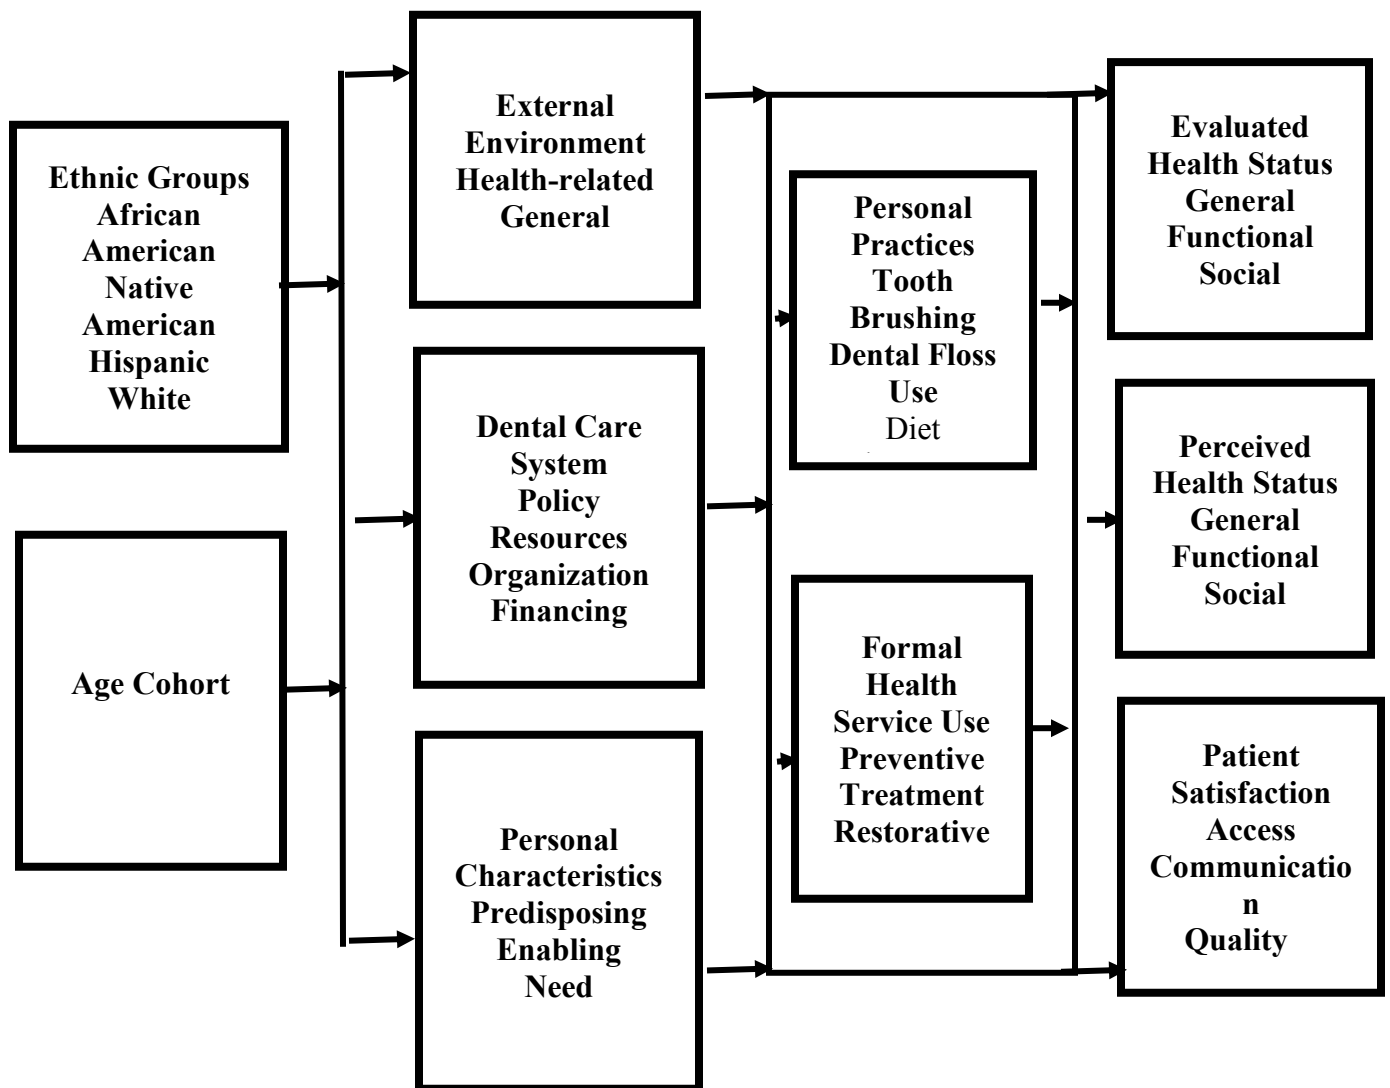 Ethnic Groups
African
American
Native
American
Hispanic
White
Age Cohort
External
Environment
Health-related
General
Dental Care
System
Policy
Resources
Organization
Financing
Personal
Characteristics
Predisposing
Enabling
Need
Personal
Practices
Tooth
Brushing
Dental Floss
Use
Diet
Formal
Health
Service Use
Preventive
Treatment
Restorative
Evaluated
Health Status
General
Functional
Social
Perceived
Health Status
General
Functional
Social
Patient
Satisfaction
Access
Communicatio
n
Quality